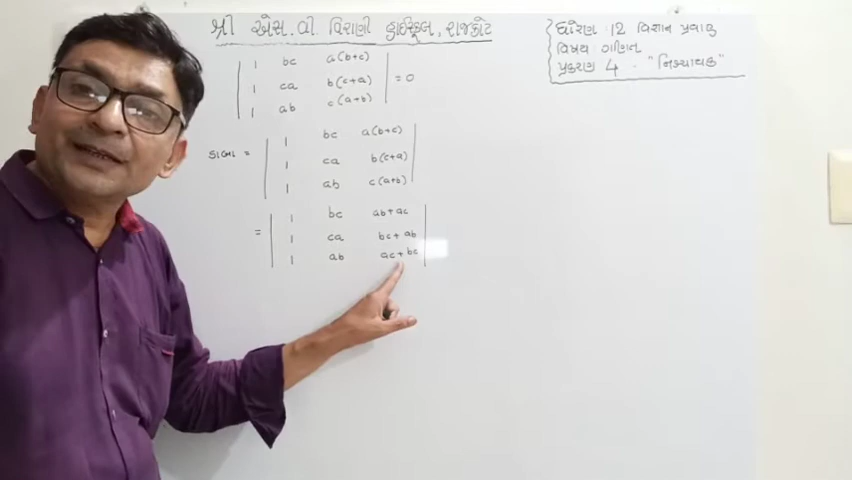 શ્રી એસ.વી. વિરાણી હાઈસ્કૂલ, રાજકોટ
ધોરણ 12 વિજ્ઞાન પ્રવાહ
વિષય ગણિત
પ્રકરણ 4 - "નિશ્ચાયક"
| 1 bc a(b+c) |
| 1 ca b(c+a) | = 0
| 1 ab c(a+b) |
| 1 bc a(b+c) |
ડા.બા. = | 1 ca b(c+a) |
| 1 ab c(a+b) |
| 1 bc ab+ac |
= | 1 ca bc+ab |
| 1 ab ac+bc |